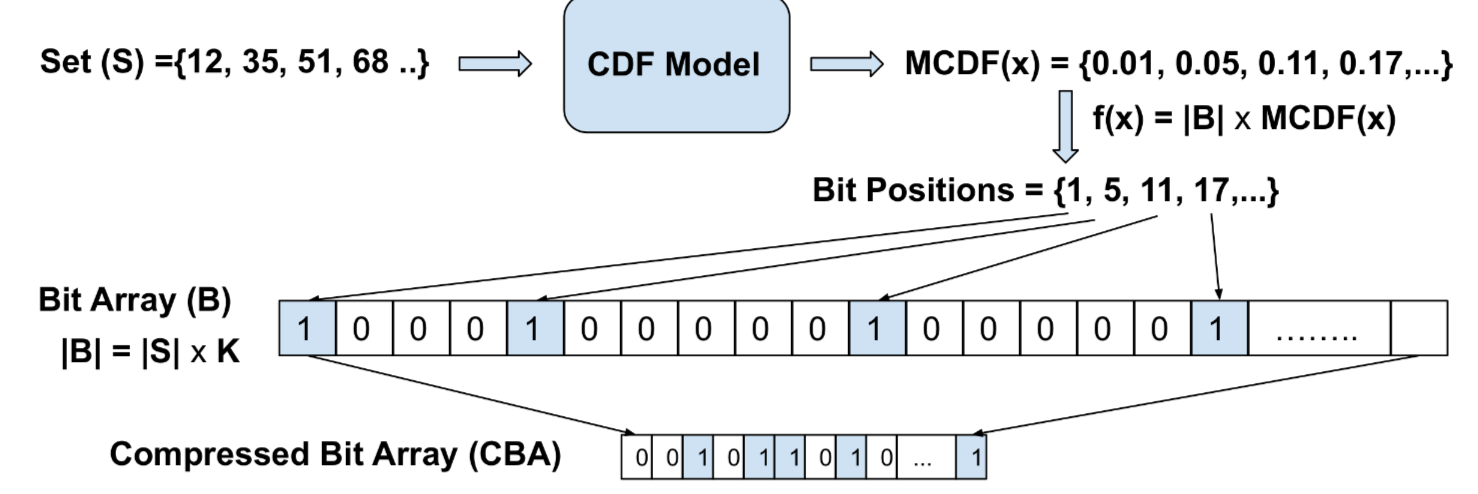 Set (S) ={12, 35, 51, 68 ..}
CDF Model
MCDF(x) = {0.01, 0.05, 0.11, 0.17,...}
f(x) = |B| x MCDF(x)
Bit Positions = {1, 5, 11, 17,...}
Bit Array (B)
|B| = |S| x K
1 0 0 0 1 0 0 0 0 0 1 0 0 0 0 0 1 ........
Compressed Bit Array (CBA)
0 0 1 0 1 1 0 1 0 ... 1